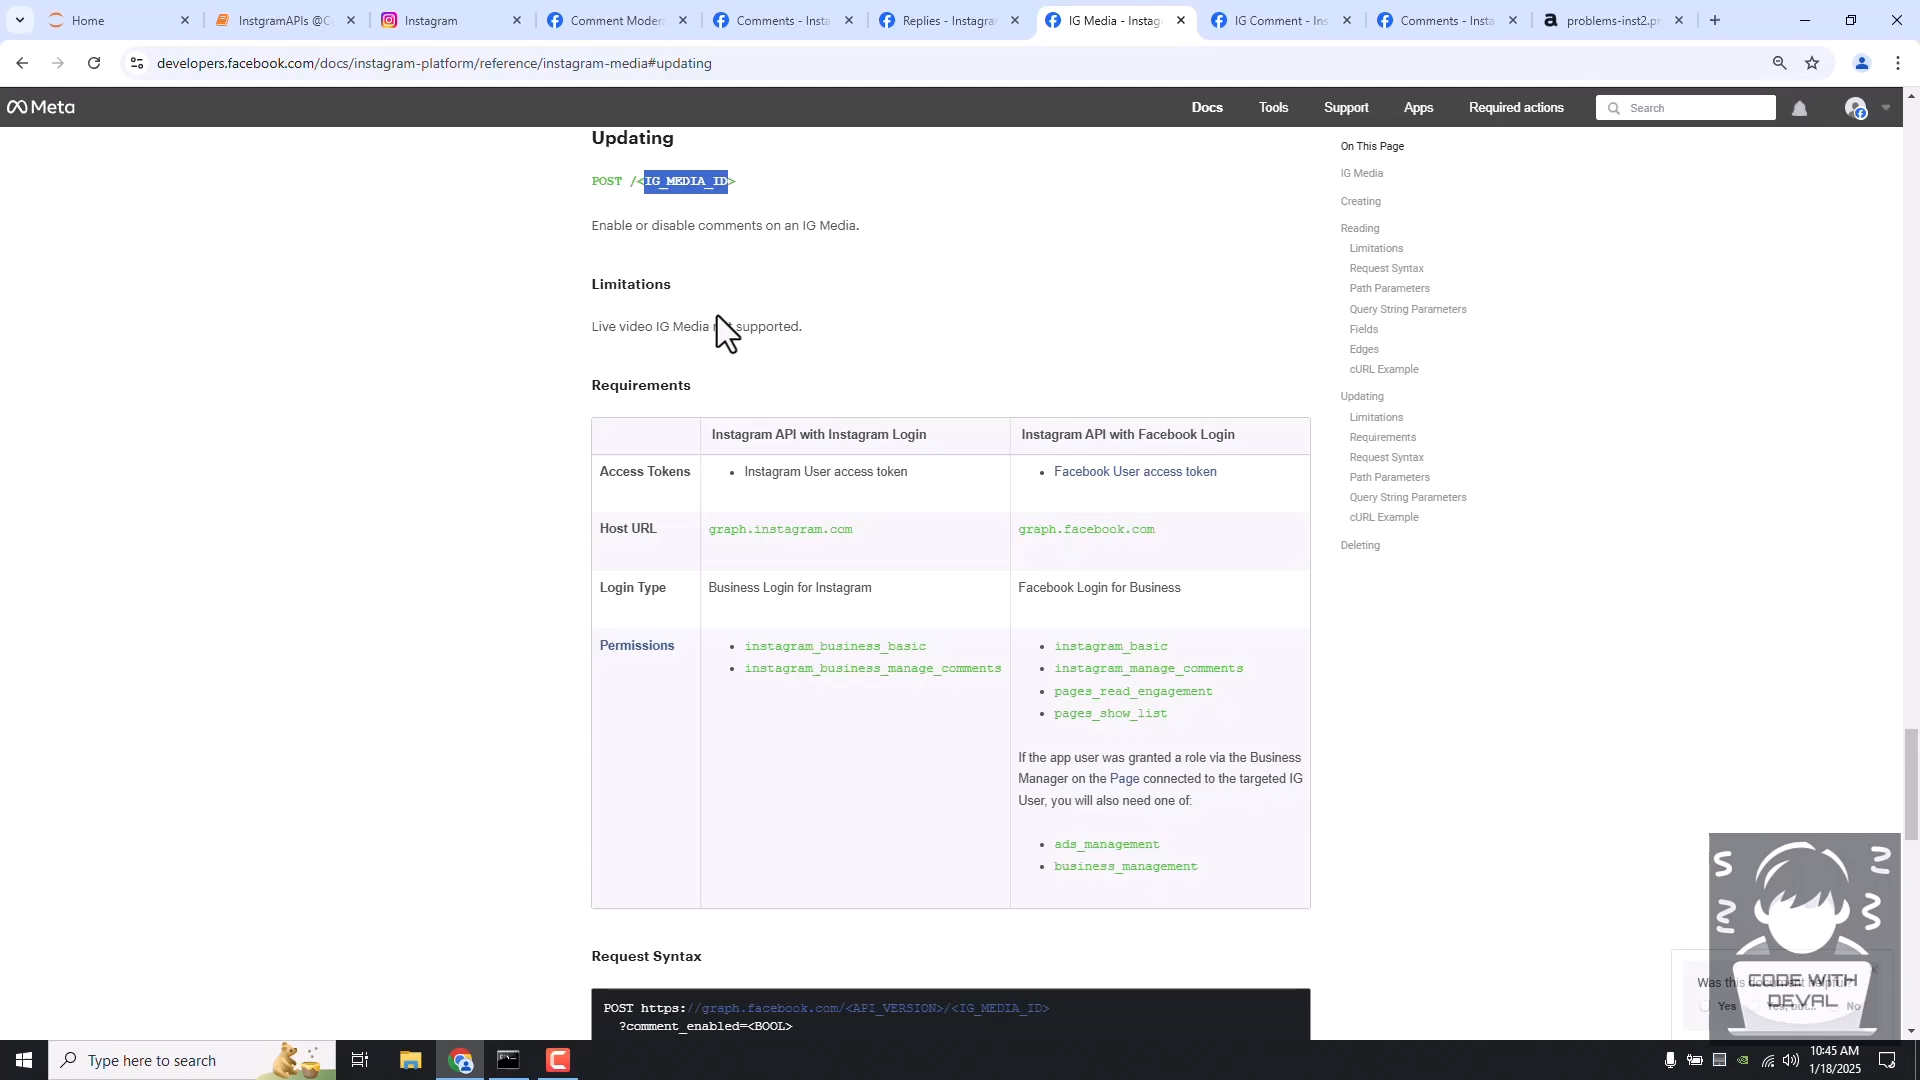 Home
InstgramAPIs @C
Instagram
Comment Moder
Comments - Insta
Replies - Instagra
IG Media - Instag
IG Comment - Ins
Comments - Insta
problems-inst2.p
developers.facebook.com/docs/instagram-platform/reference/instagram-media#updating
Meta
Docs
Tools
Support
Apps
Required actions
Search
Updating
POST /<IG_MEDIA_ID>
Enable or disable comments on an IG Media.
Limitations
Live video IG Media not supported.
Requirements
Instagram API with Instagram Login
Instagram API with Facebook Login
Access Tokens
Instagram User access token
Facebook User access token
Host URL
graph.instagram.com
graph.facebook.com
Login Type
Business Login for Instagram
Facebook Login for Business
Permissions
instagram_business_basic
instagram_business_manage_comments
instagram_basic
instagram_manage_comments
pages_read_engagement
pages_show_list
If the app user was granted a role via the Business
Manager on the Page connected to the targeted IG
User, you will also need one of:
ads_management
business_management
Request Syntax
POST https://graph.facebook.com/<API_VERSION>/<IG_MEDIA_ID>
?comment_enabled=<BOOL>
On This Page
IG Media
Creating
Reading
Limitations
Request Syntax
Path Parameters
Query String Parameters
Fields
Edges
cURL Example
Updating
Limitations
Requirements
Request Syntax
Path Parameters
Query String Parameters
cURL Example
Deleting
Was this document helpful?
Yes
Yes, but...
No
CODE WITH
DEVAL
Type here to search
10:45 AM
1/18/2025